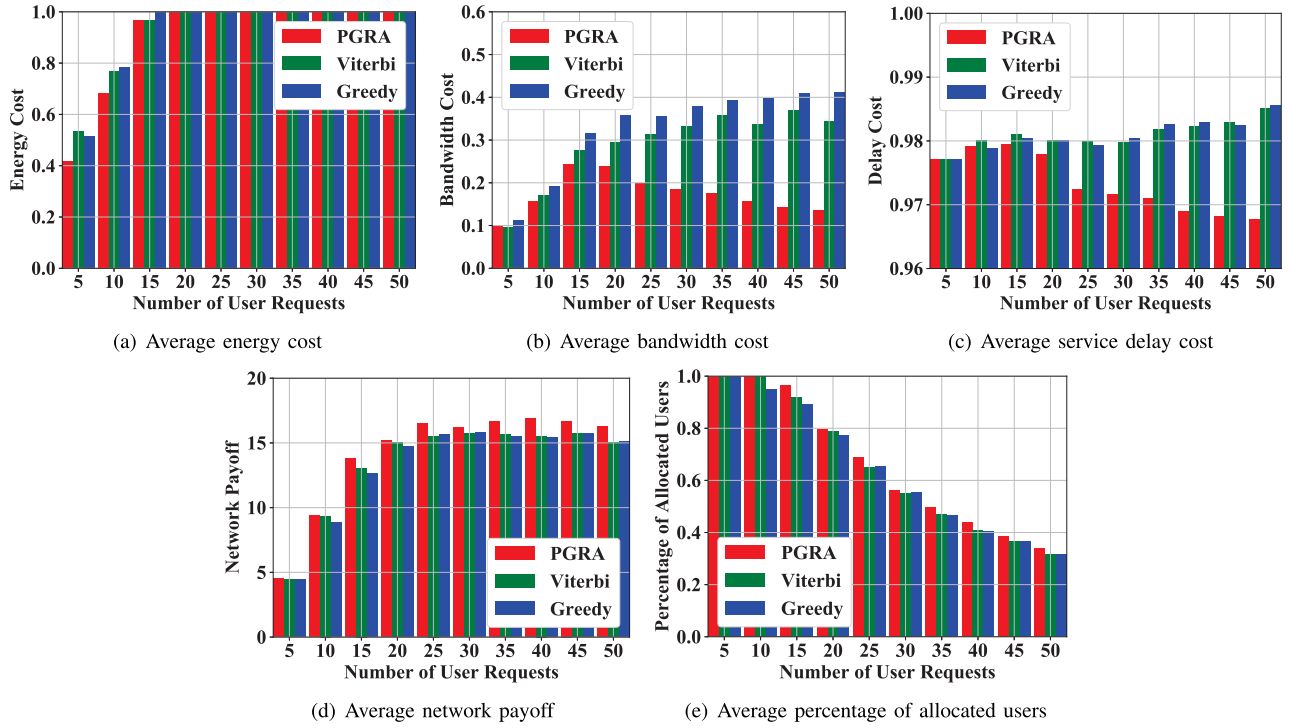 1.0
0.8
0.6
0.4
0.2
0.0
Energy Cost
PGRA
Viterbi
Greedy
5 10 15 20 25 30 35 40 45 50
Number of User Requests
(a) Average energy cost
0.6
0.5
0.4
0.3
0.2
0.1
0.0
Bandwidth Cost
PGRA
Viterbi
Greedy
5 10 15 20 25 30 35 40 45 50
Number of User Requests
(b) Average bandwidth cost
1.00
0.99
0.98
0.97
0.96
Delay Cost
PGRA
Viterbi
Greedy
5 10 15 20 25 30 35 40 45 50
Number of User Requests
(c) Average service delay cost
20
15
10
5
0
Network Payoff
PGRA
Viterbi
Greedy
5 10 15 20 25 30 35 40 45 50
Number of User Requests
(d) Average network payoff
1.0
0.8
0.6
0.4
0.2
0.0
Percentage of Allocated Users
PGRA
Viterbi
Greedy
5 10 15 20 25 30 35 40 45 50
Number of User Requests
(e) Average percentage of allocated users